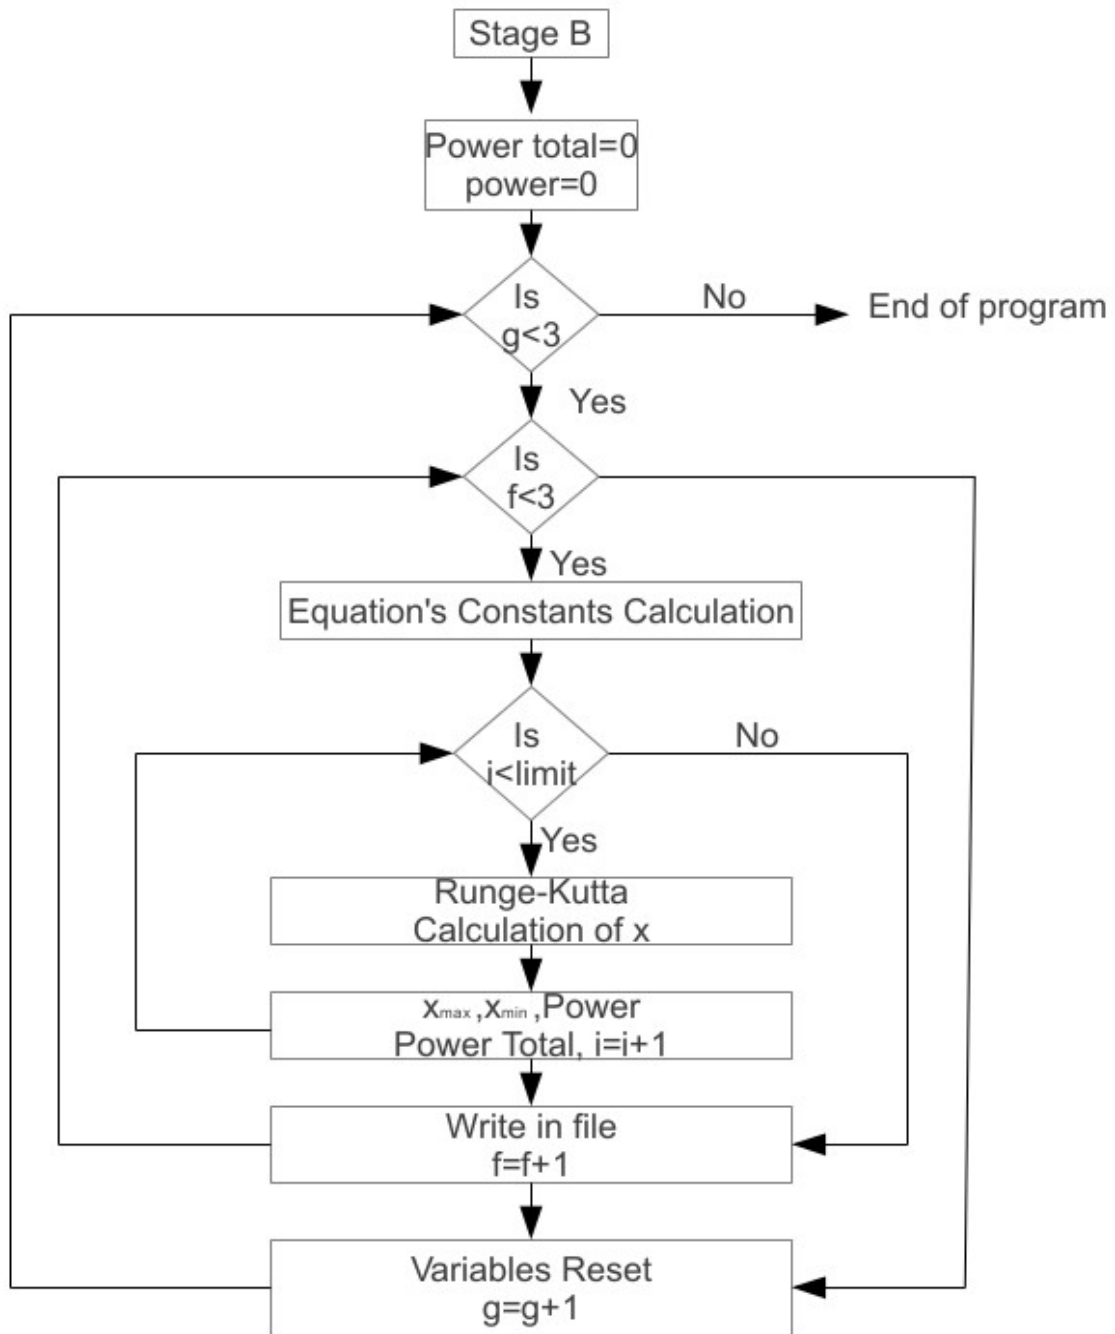 Stage B
Power total=0
power=0
Is
g<3
No
End of program
Yes
Is
f<3
Yes
Equation's Constants Calculation
Is
i<limit
No
Yes
Runge-Kutta
Calculation of x
xmax,xmin,Power
Power Total, i=i+1
Write in file
f=f+1
Variables Reset
g=g+1